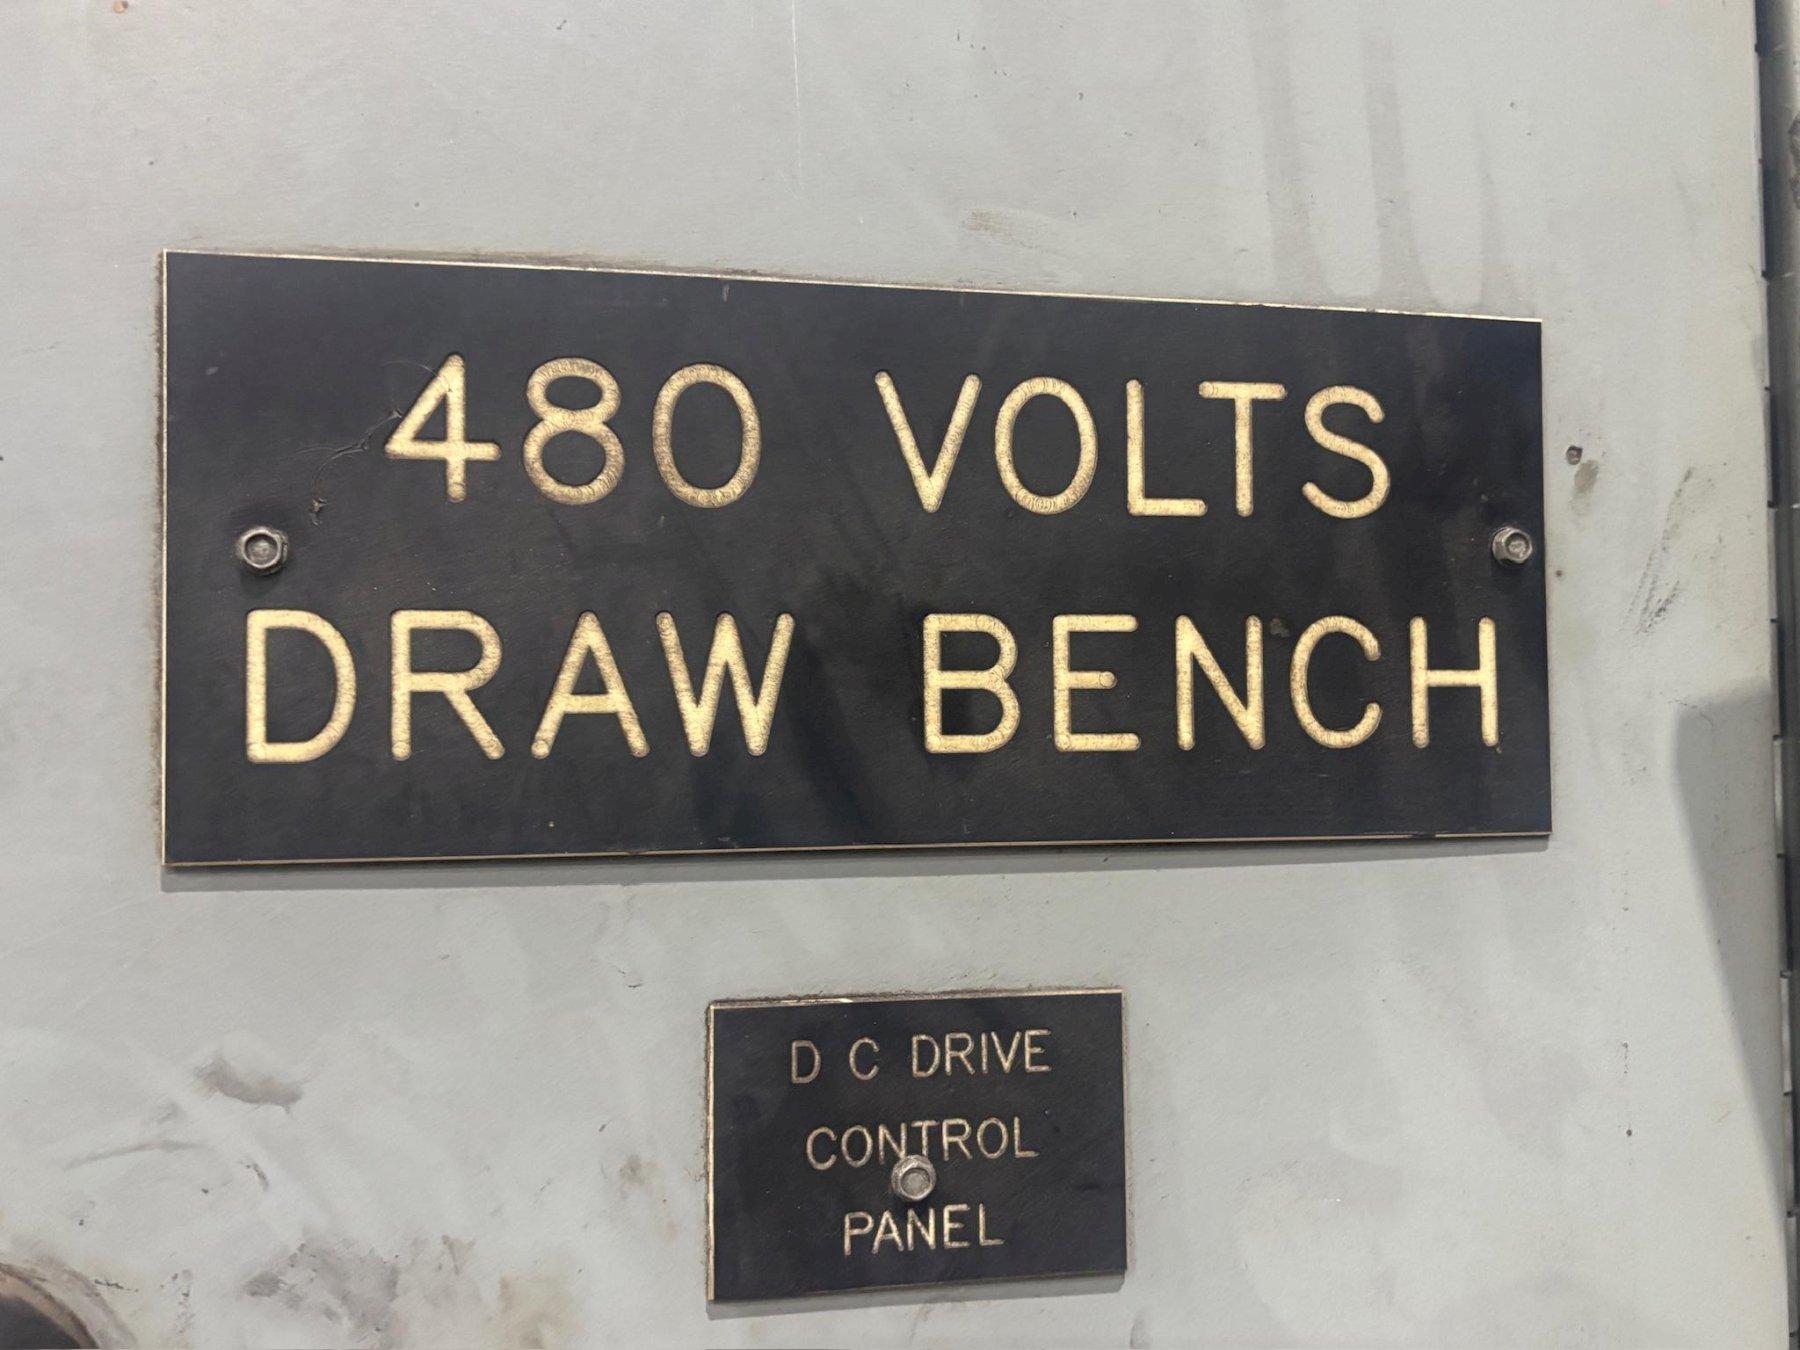 480 VOLTS
DRAW BENCH
D C DRIVE
CONTROL
PANEL